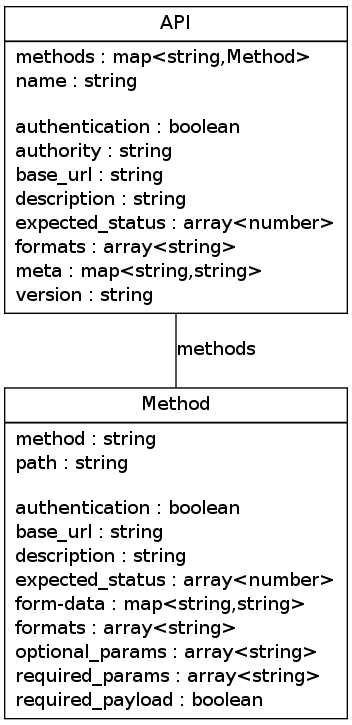 API
methods : map<string,Method>
name : string
authentication : boolean
authority : string
base_url : string
description : string
expected_status : array<number>
formats : array<string>
meta : map<string,string>
version : string
methods
Method
method : string
path : string
authentication : boolean
base_url : string
description : string
expected_status : array<number>
form-data : map<string,string>
formats : array<string>
optional_params : array<string>
required_params : array<string>
required_payload : boolean